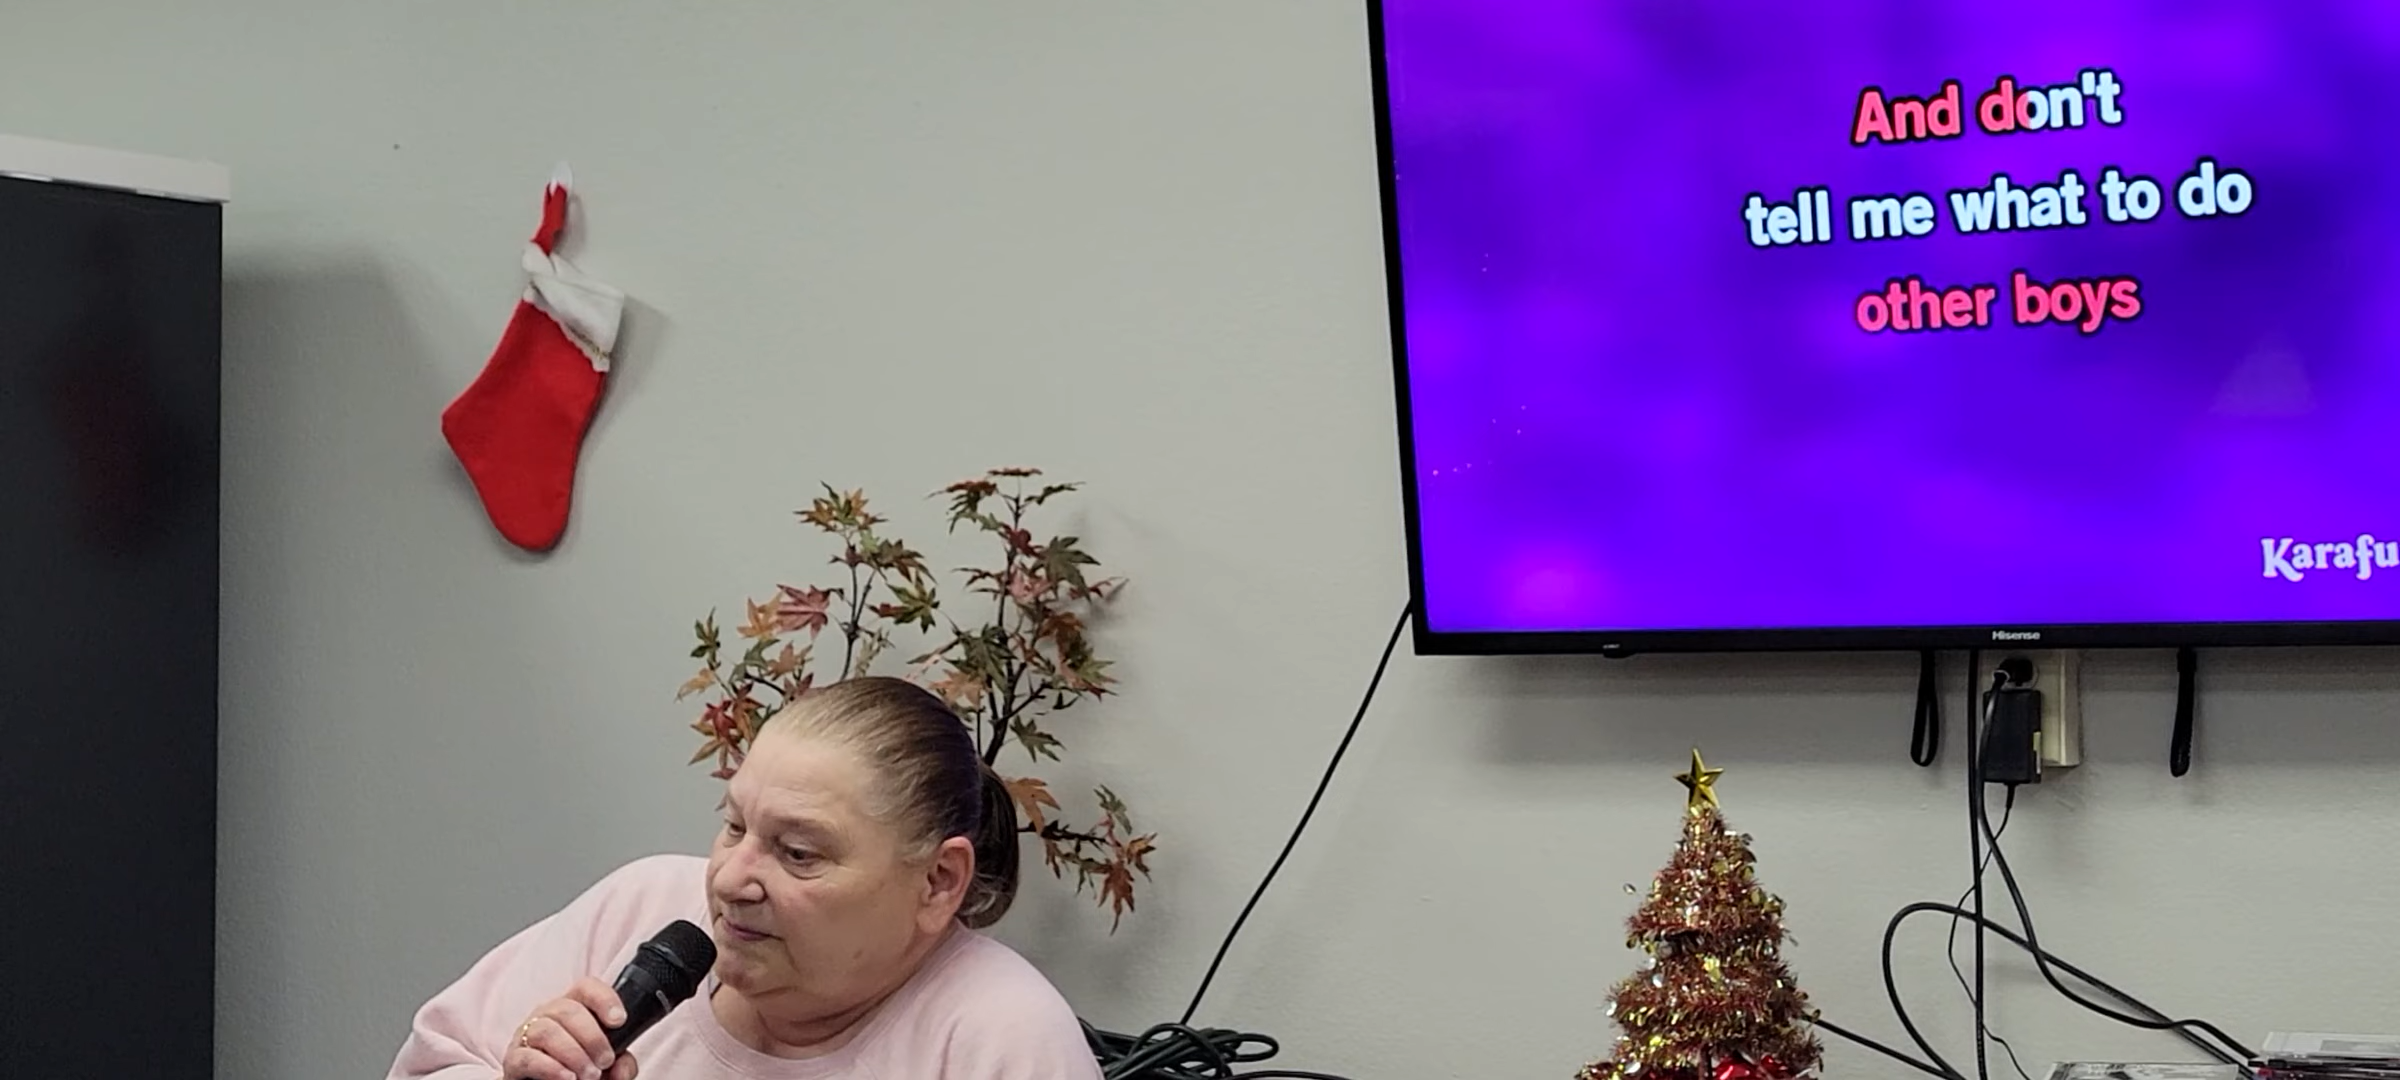 And don't
tell me what to do
other boys
Karafu
Hisense